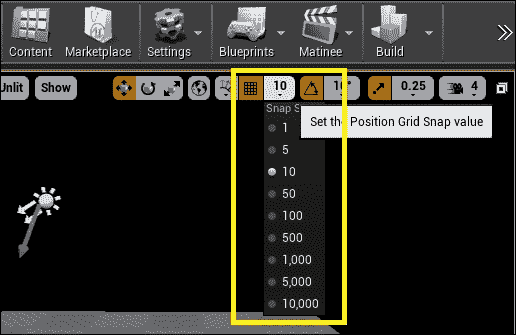 Content Marketplace Settings Blueprints Matinee Build
Unlit Show 10 10 0.25 4
Snap S
Set the Position Grid Snap value
1
5
10
50
100
500
1,000
5,000
10,000